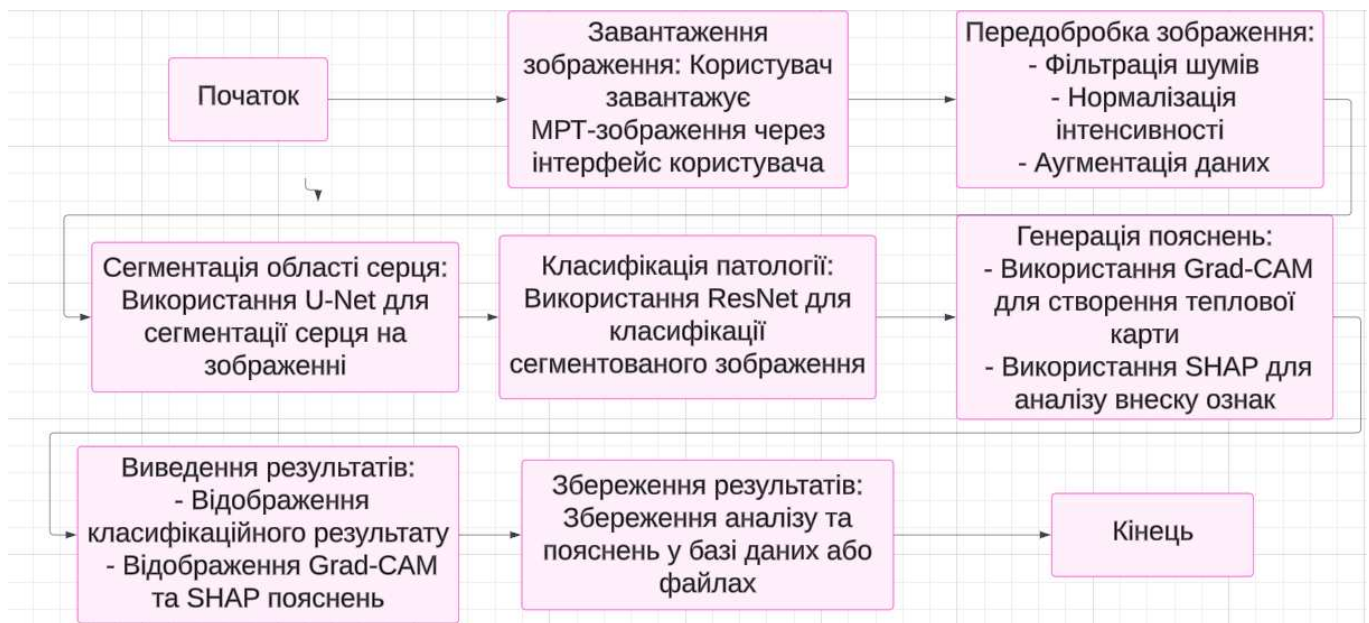 Початок
Завантаження
зображення: Користувач
завантажує
МРТ-зображення через
інтерфейс користувача
Передобробка зображення:
- Фільтрація шумів
- Нормалізація
інтенсивності
- Аугментація даних
Сегментація області серця:
Використання U-Net для
сегментації серця на
зображенні
Класифікація патології:
Використання ResNet для
класифікації
сегментованого зображення
Генерація пояснень:
- Використання Grad-CAM
для створення теплової
карти
- Використання SHAP для
аналізу внеску ознак
Виведення результатів:
- Відображення
класифікаційного результату
- Відображення Grad-CAM
та SHAP пояснень
Збереження результатів:
Збереження аналізу та
пояснень у базі даних або
файлах
Кінець